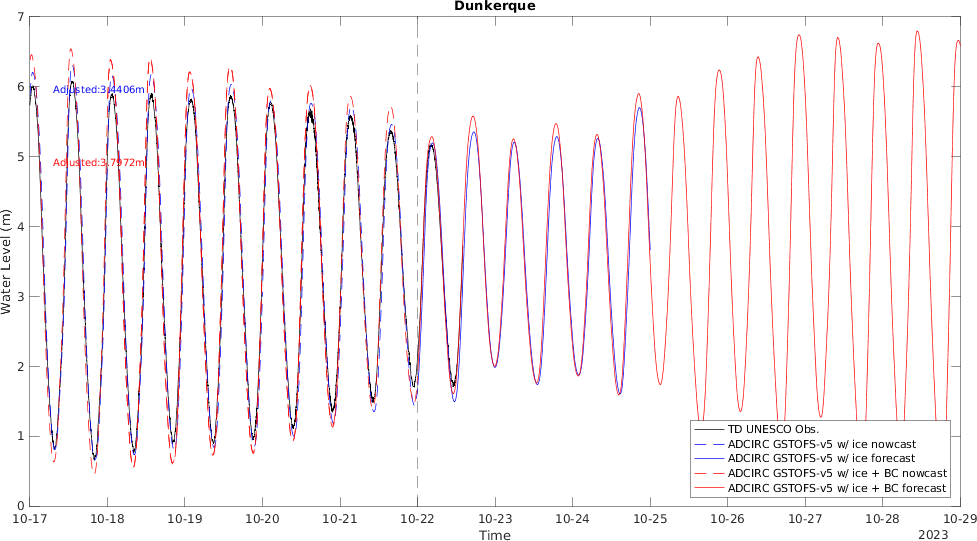 Dunkerque
7
6
5
4
3
2
1
0
Water Level (m)
Adjusted:3.4406m
Adjusted:3.7972m
TD UNESCO Obs.
ADCIRC GSTOFS-v5 w/ ice nowcast
ADCIRC GSTOFS-v5 w/ ice forecast
ADCIRC GSTOFS-v5 w/ ice + BC nowcast
ADCIRC GSTOFS-v5 w/ ice + BC forecast
10-17 10-18 10-19 10-20 10-21 10-22 10-23 10-24 10-25 10-26 10-27 10-28 10-29
Time
2023